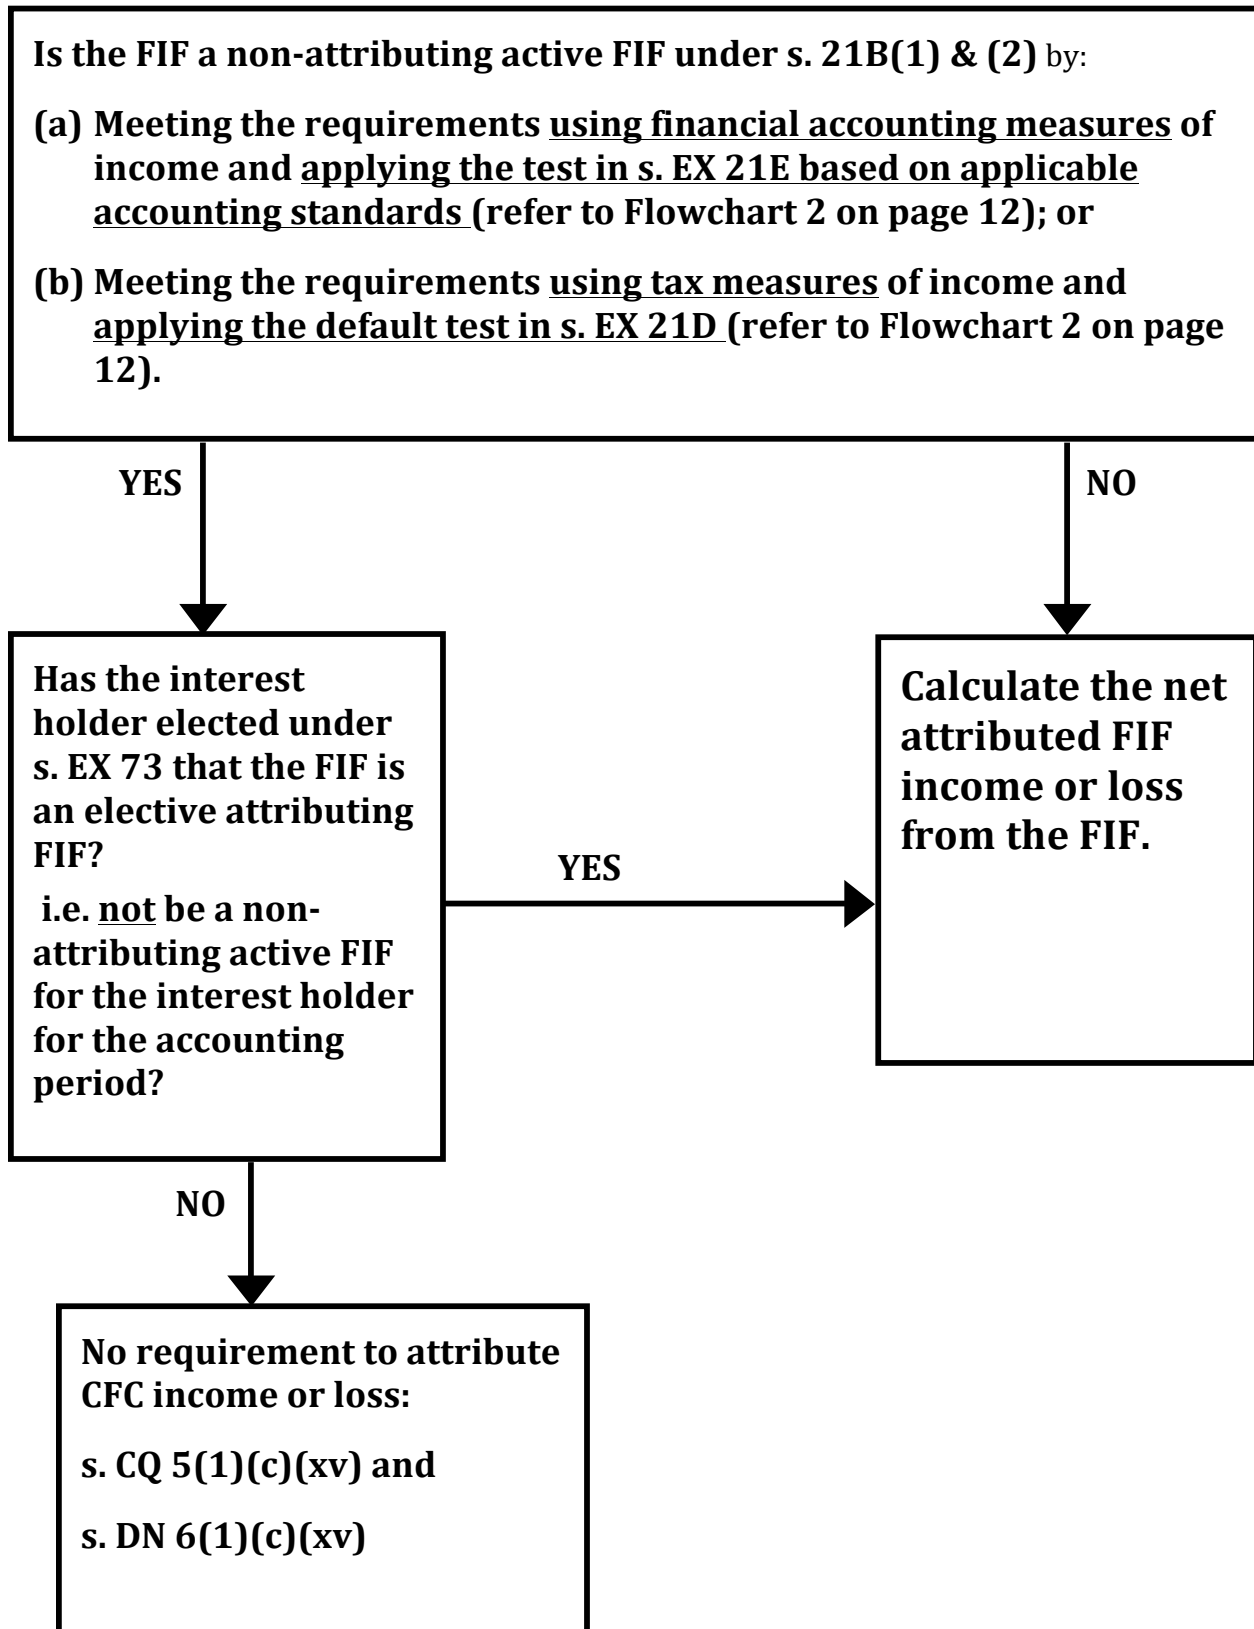 Is the FIF a non-attributing active FIF under s. 21B(1) & (2) by:
(a) Meeting the requirements using financial accounting measures of
income and applying the test in s. EX 21E based on applicable
accounting standards (refer to Flowchart 2 on page 12); or
(b) Meeting the requirements using tax measures of income and
applying the default test in s. EX 21D (refer to Flowchart 2 on page
12).
YES
NO
Has the interest
holder elected under
s. EX 73 that the FIF is
an elective attributing
FIF?
i.e. not be a non-
attributing active FIF
for the interest holder
for the accounting
period?
YES
Calculate the net
attributed FIF
income or loss
from the FIF.
NO
No requirement to attribute
CFC income or loss:
s. CQ 5(1)(c)(xv) and
s. DN 6(1)(c)(xv)